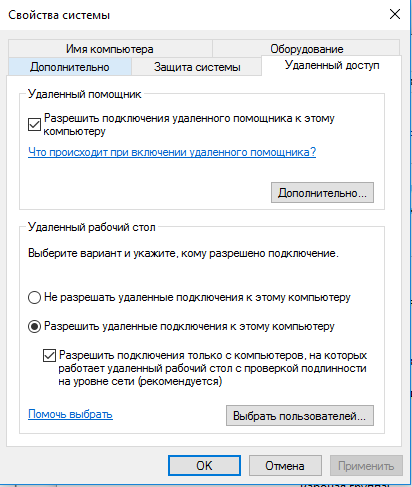 Свойства системы
Имя компьютера
Оборудование
Дополнительно
Защита системы
Удаленный доступ
Удаленный помощник
Разрешить подключения удаленного помощника к этому
компьютеру
Что происходит при включении удаленного помощника?
Дополнительно...
Удаленный рабочий стол
Выберите вариант и укажите, кому разрешено подключение.
Не разрешать удаленные подключения к этому компьютеру
Разрешить удаленные подключения к этому компьютеру
Разрешить подключения только с компьютеров, на которых
работает удаленный рабочий стол с проверкой подлинности
на уровне сети (рекомендуется)
Помочь выбрать
Выбрать пользователей...
ОК
Отмена
Применить